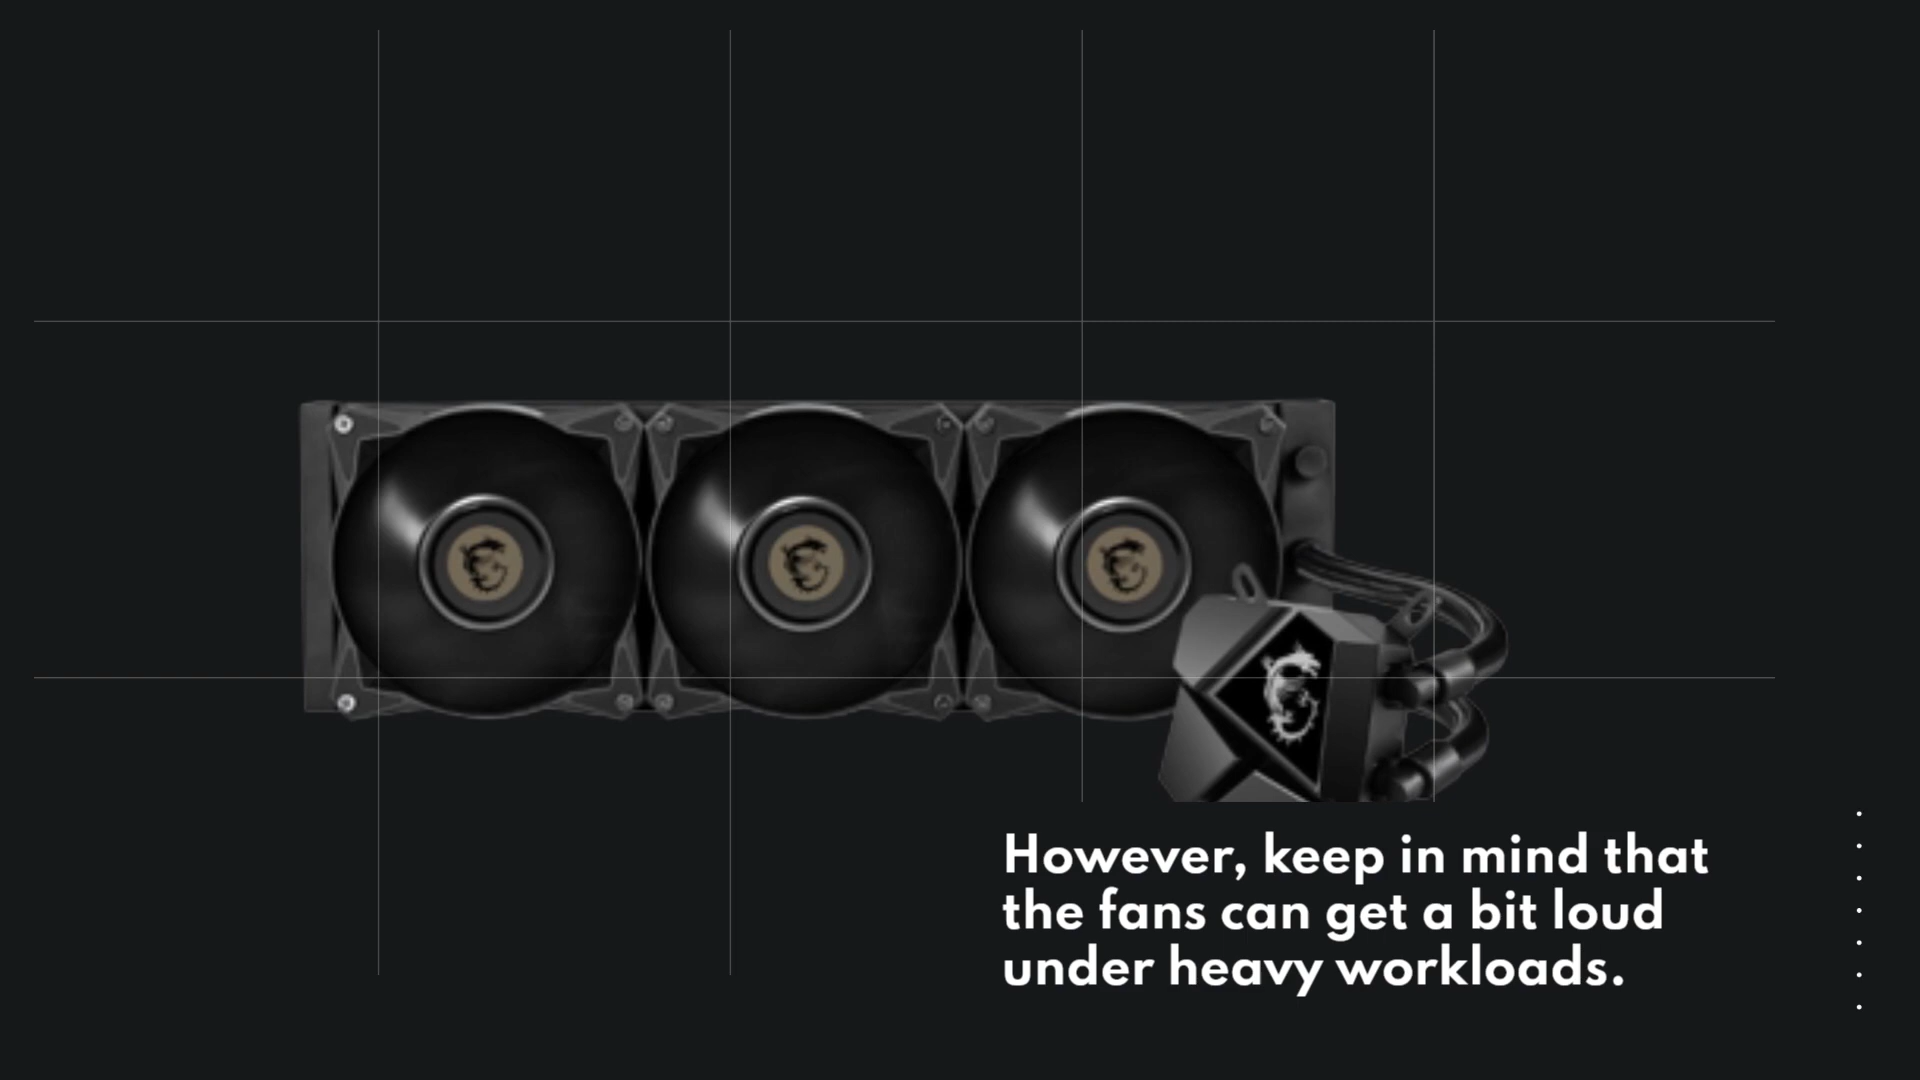 However, keep in mind that
the fans can get a bit loud
under heavy workloads.